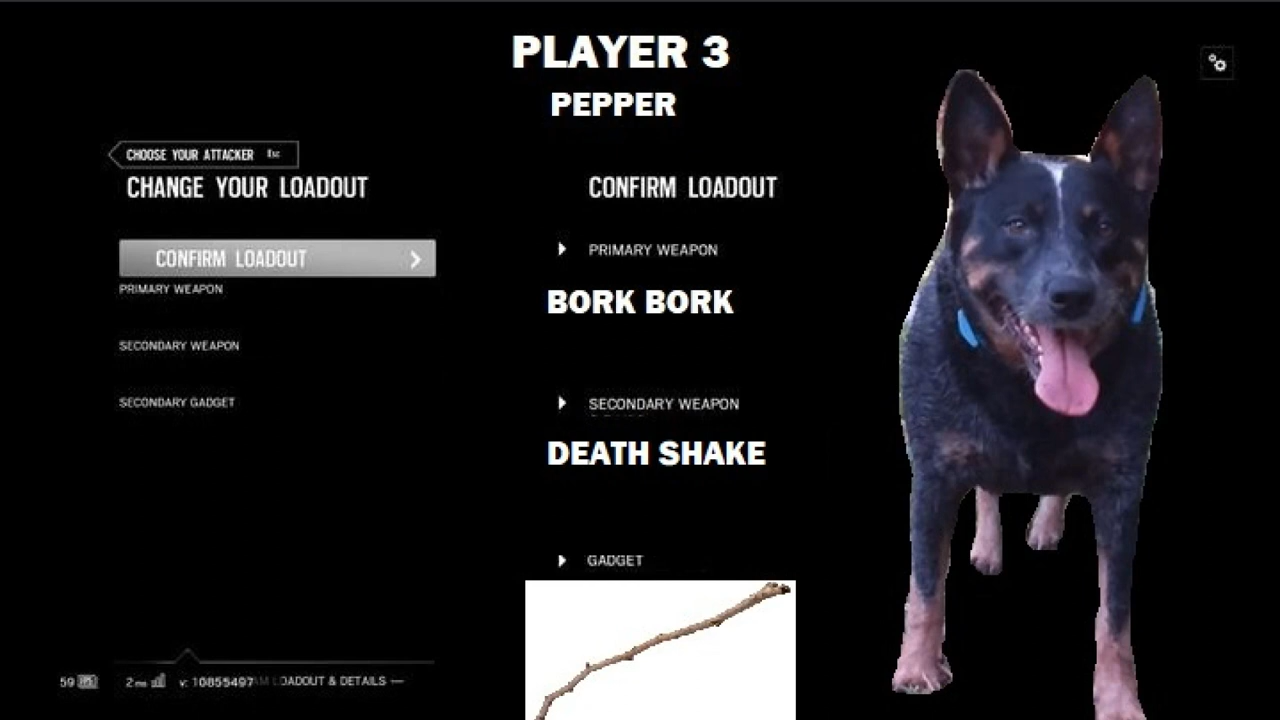 PLAYER 3
PEPPER
CHOOSE YOUR ATTACKER Esc
CHANGE YOUR LOADOUT
CONFIRM LOADOUT
PRIMARY WEAPON
SECONDARY WEAPON
SECONDARY GADGET
CONFIRM LOADOUT
PRIMARY WEAPON
BORK BORK
SECONDARY WEAPON
DEATH SHAKE
GADGET
59 2ms v: 10855497 LOADOUT & DETAILS